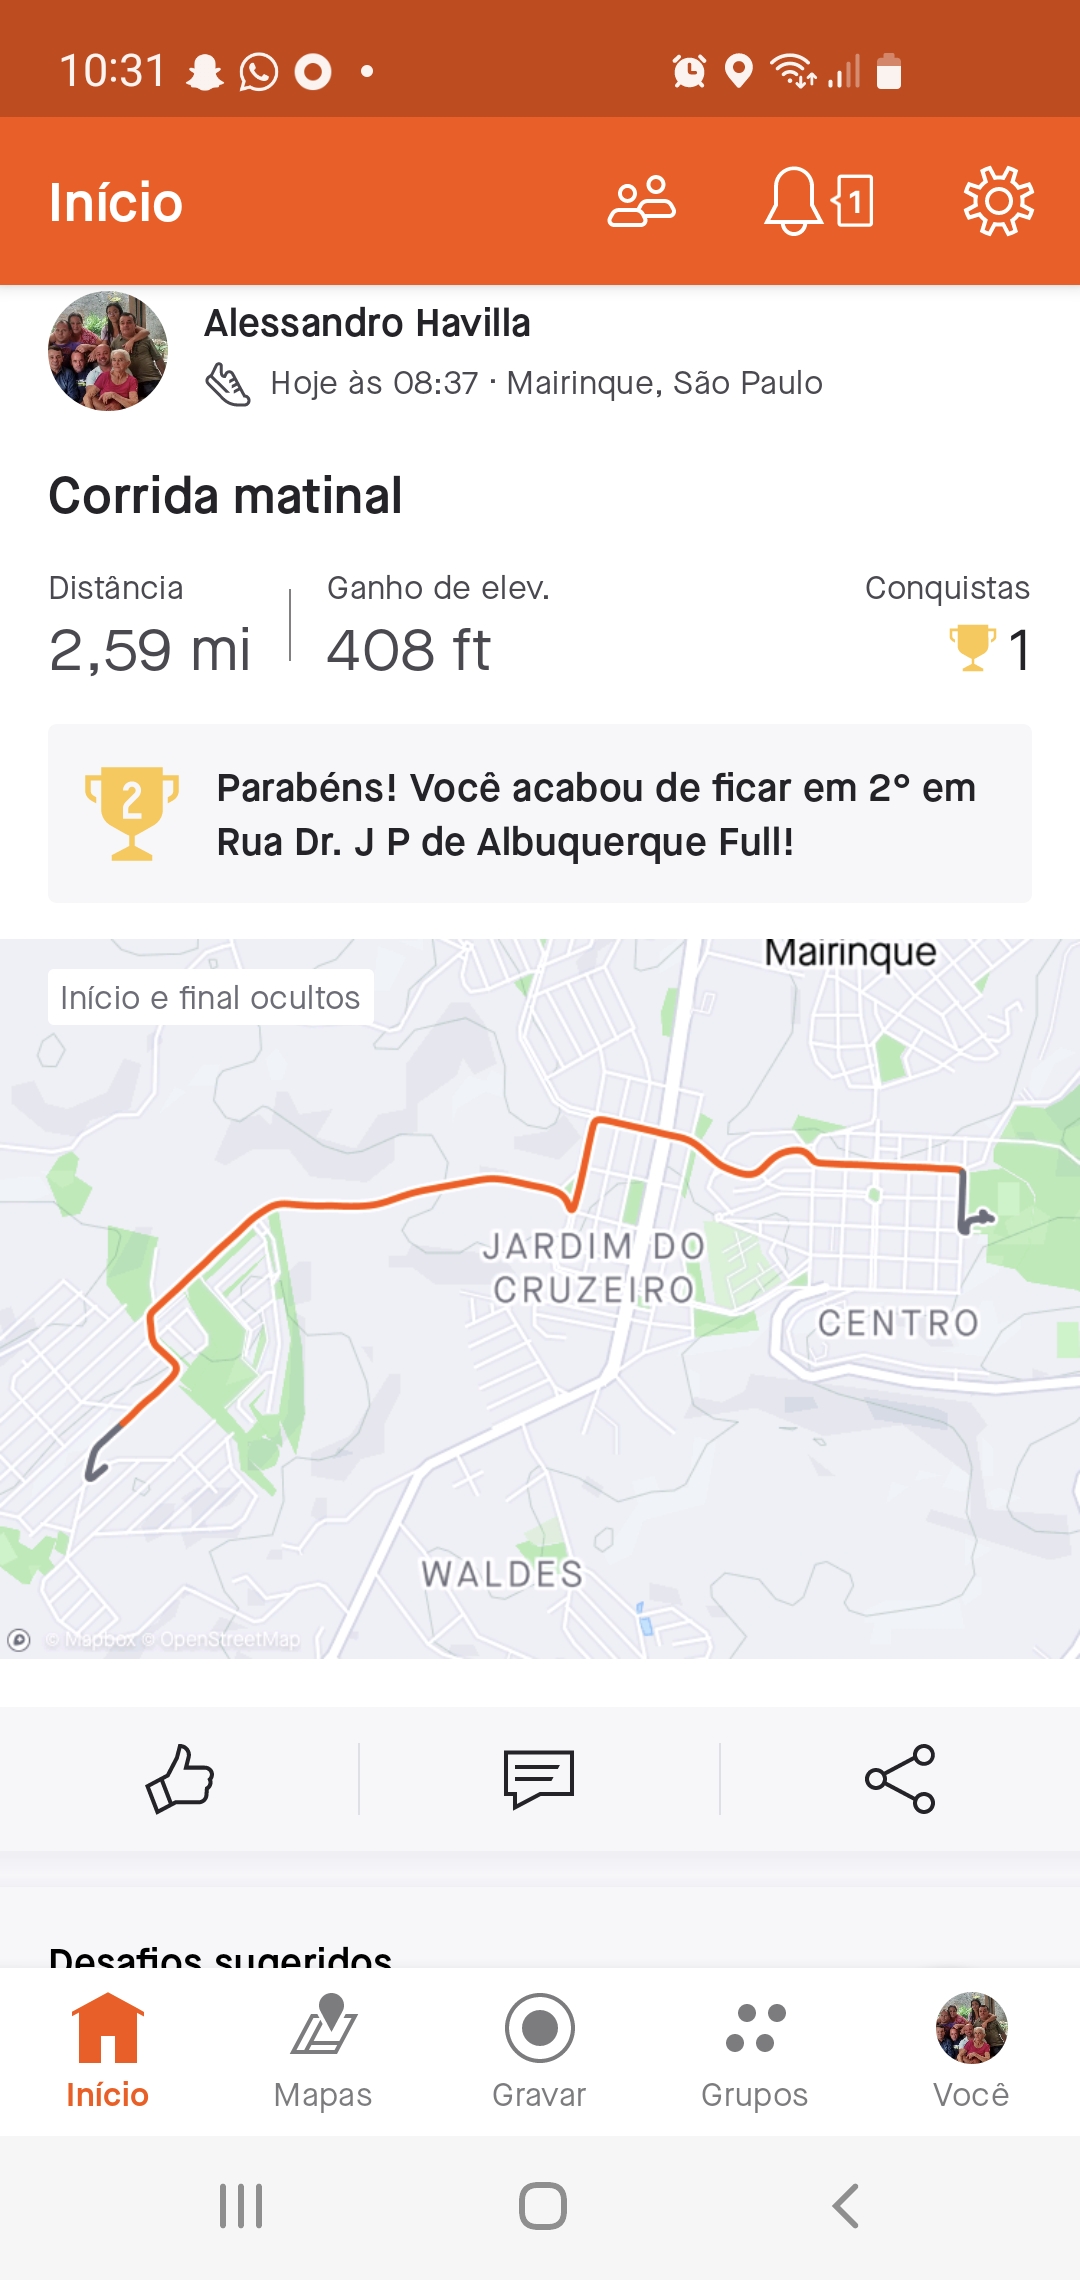 10:31
Início
1
Alessandro Havilla
Hoje às 08:37 · Mairinque, São Paulo
Corrida matinal
Distância
2,59 mi
Ganho de elev.
408 ft
Conquistas
1
2
Parabéns! Você acabou de ficar em 2º em
Rua Dr. J P de Albuquerque Full!
Mairinque
Início e final ocultos
JARDIM DO
CRUZEIRO
CENTRO
WALDES
© Mapbox © OpenStreetMap
Desafios sugeridos
Início
Mapas
Gravar
Grupos
Você